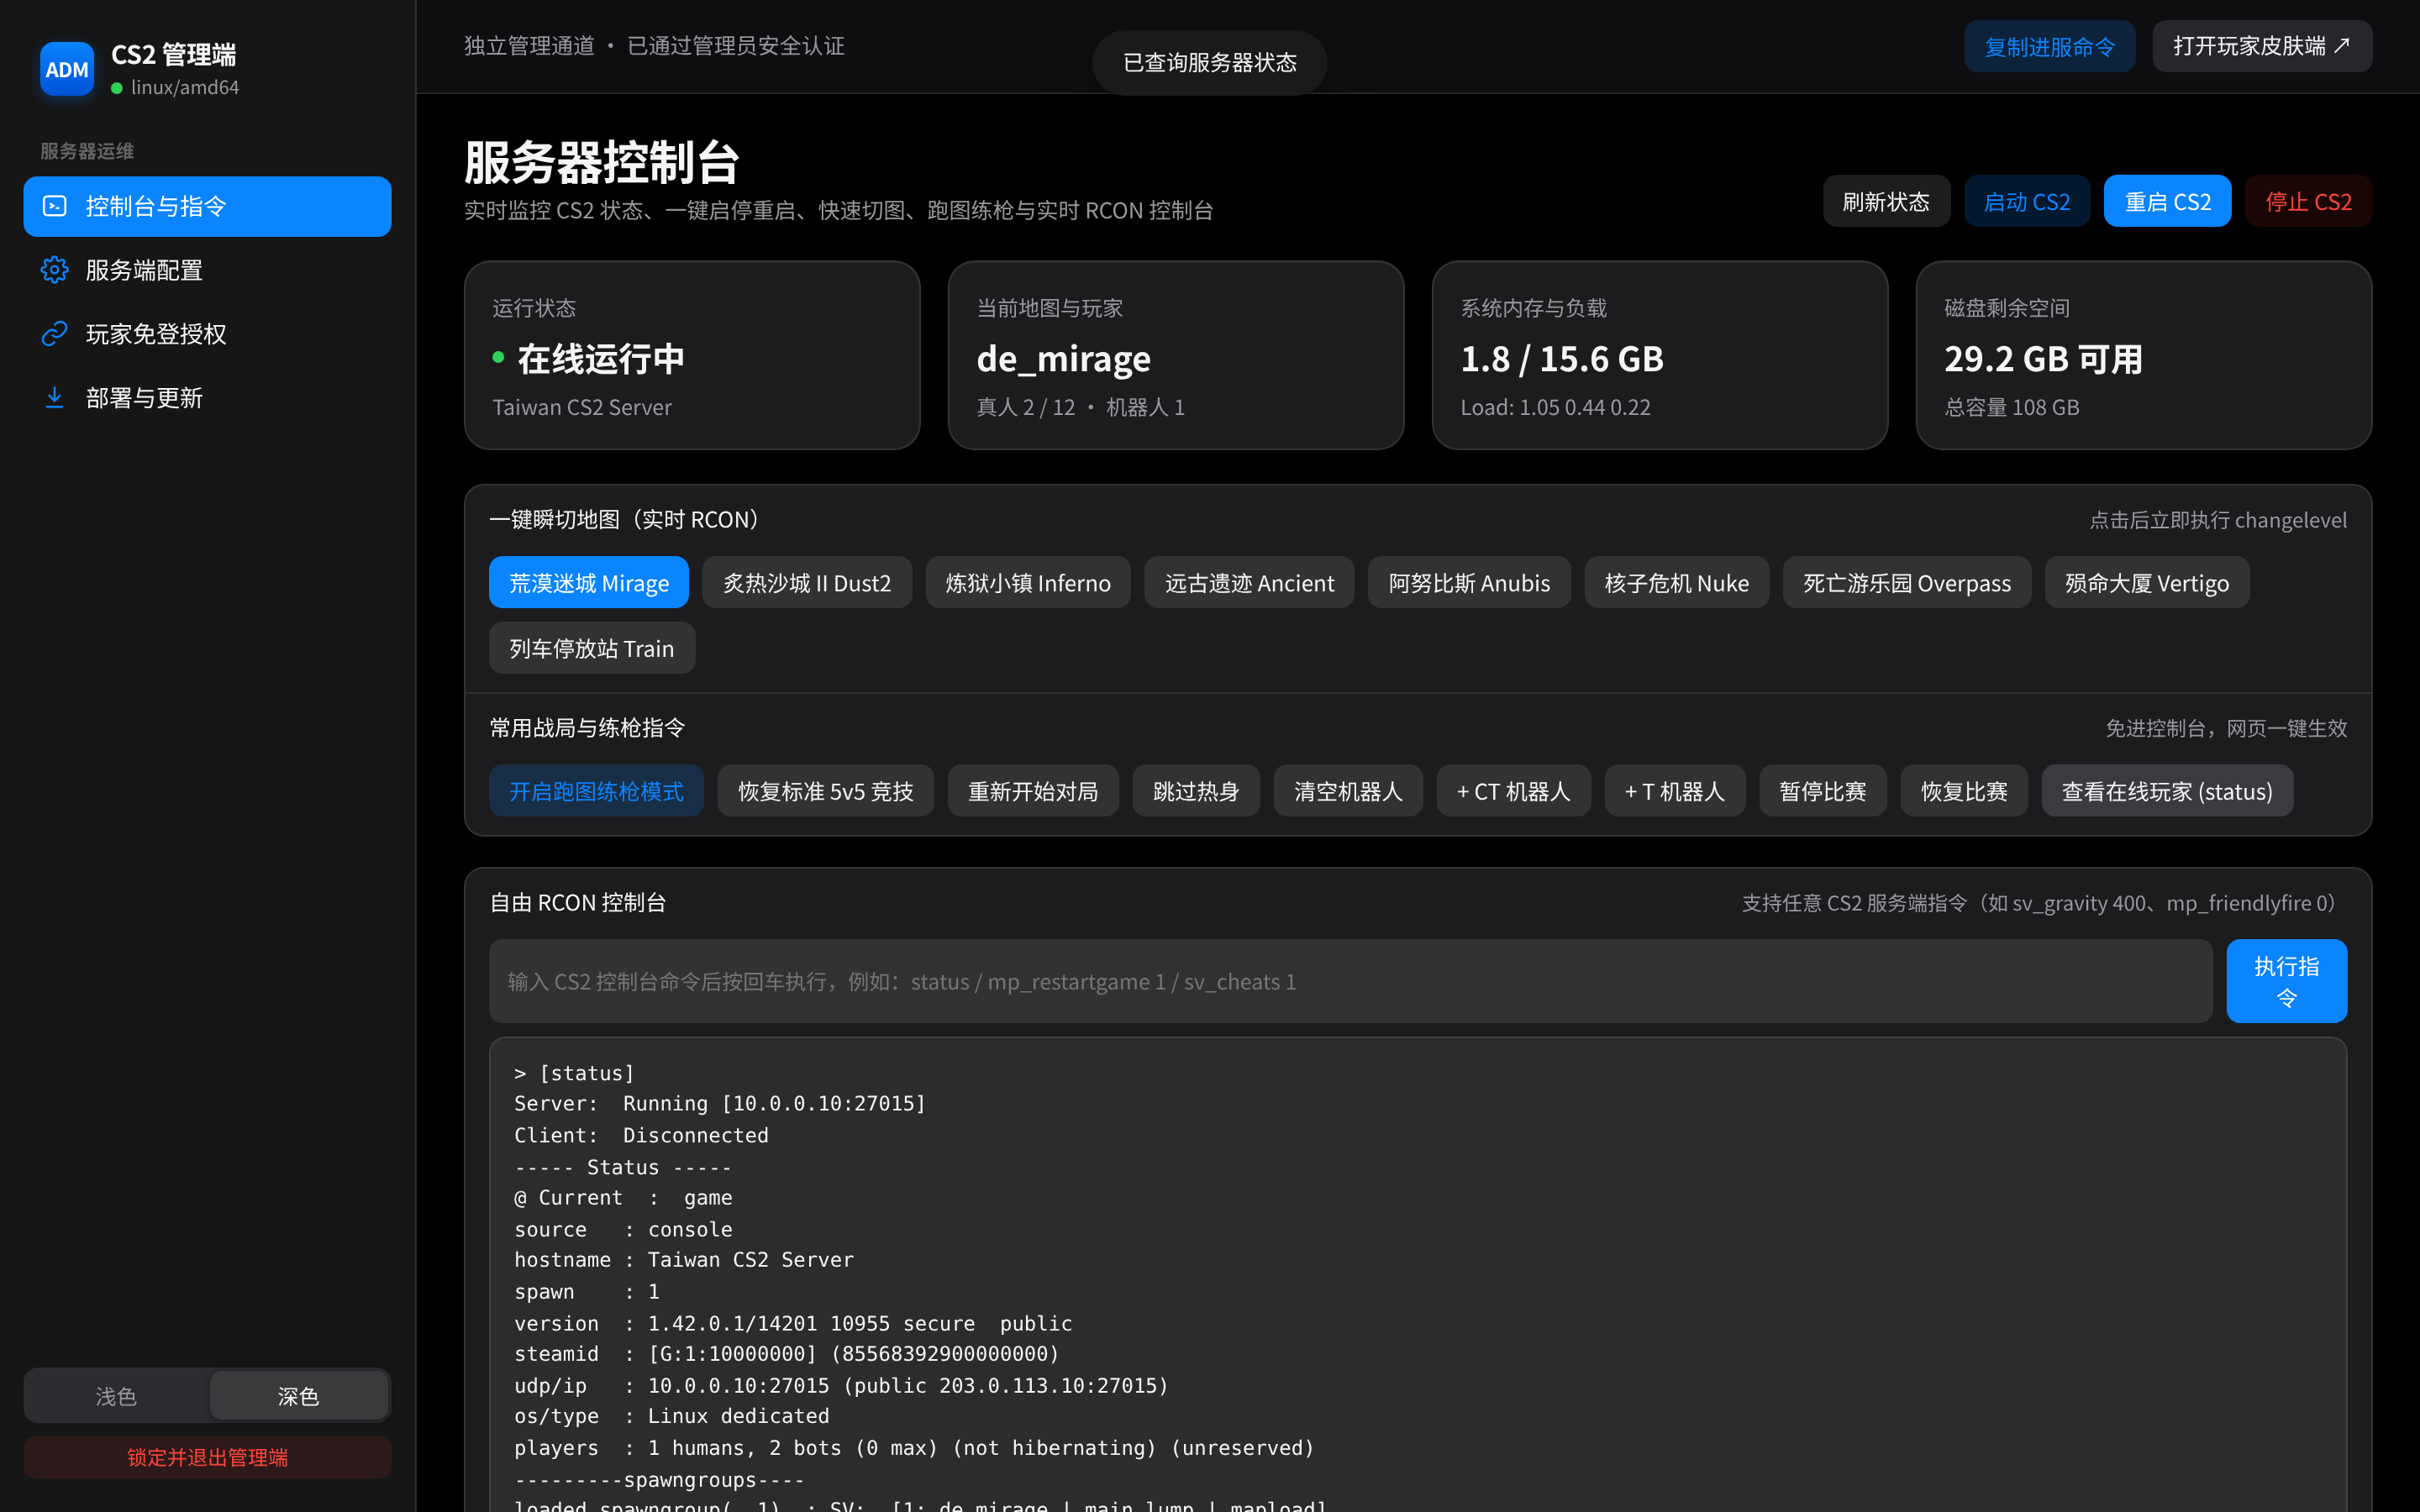 ADM
CS2 管理端
linux/amd64
服务器运维
控制台与指令
服务端配置
玩家免登授权
部署与更新
浅色
深色
锁定并退出管理端
独立管理通道 • 已通过管理员安全认证
已查询服务器状态
复制进服命令
打开玩家皮肤端 ↗
服务器控制台
实时监控 CS2 状态、一键启停重启、快速切图、跑图练枪与实时 RCON 控制台
刷新状态
启动 CS2
重启 CS2
停止 CS2
运行状态
在线运行中
Taiwan CS2 Server
当前地图与玩家
de_mirage
真人 2 / 12 • 机器人 1
系统内存与负载
1.8 / 15.6 GB
Load: 1.05 0.44 0.22
磁盘剩余空间
29.2 GB 可用
总容量 108 GB
一键瞬切地图（实时 RCON）
点击后立即执行 changelevel
荒漠迷城 Mirage
炙热沙城 II Dust2
炼狱小镇 Inferno
远古遗迹 Ancient
阿努比斯 Anubis
核子危机 Nuke
死亡游乐园 Overpass
殒命大厦 Vertigo
列车停放站 Train
常用战局与练枪指令
免进控制台，网页一键生效
开启跑图练枪模式
恢复标准 5v5 竞技
重新开始对局
跳过热身
清空机器人
+ CT 机器人
+ T 机器人
暂停比赛
恢复比赛
查看在线玩家 (status)
自由 RCON 控制台
支持任意 CS2 服务端指令（如 sv_gravity 400、mp_friendlyfire 0）
输入 CS2 控制台命令后按回车执行，例如：status / mp_restartgame 1 / sv_cheats 1
执行指
令
> [status]
Server:  Running [10.0.0.10:27015]
Client:  Disconnected
----- Status -----
@ Current  :  game
source   : console
hostname : Taiwan CS2 Server
spawn    : 1
version  : 1.42.0.1/14201 10955 secure  public
steamid  : [G:1:10000000] (85568392900000000)
udp/ip   : 10.0.0.10:27015 (public 203.0.113.10:27015)
os/type  : Linux dedicated
players  : 1 humans, 2 bots (0 max) (not hibernating) (unreserved)
---------spawngroups----
loaded spawngroup(  1)  : SV:  [1: de_mirage | main lump | mapload]